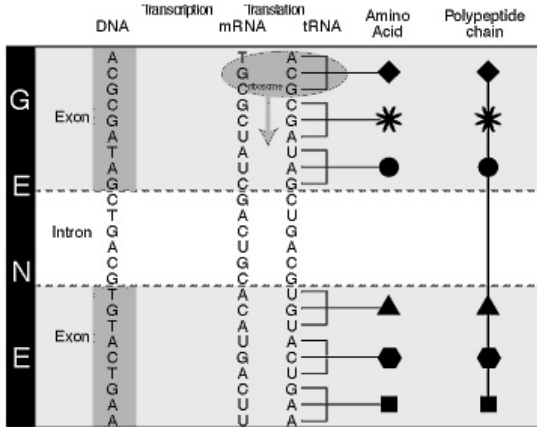 Transcription Translation Amino Polypeptide
DNA mRNA tRNA Acid chain
A T A
C G C
G C ribosome G
G C G C
Exon G C G
A U A
T A U
A U A
E G C G
C G C
T A U
Intron G C G
A U A
C G C
N G C G
T A U
G C G
Exon T A U
A U A
E C G C
T A U
G C G
A U A
A U A